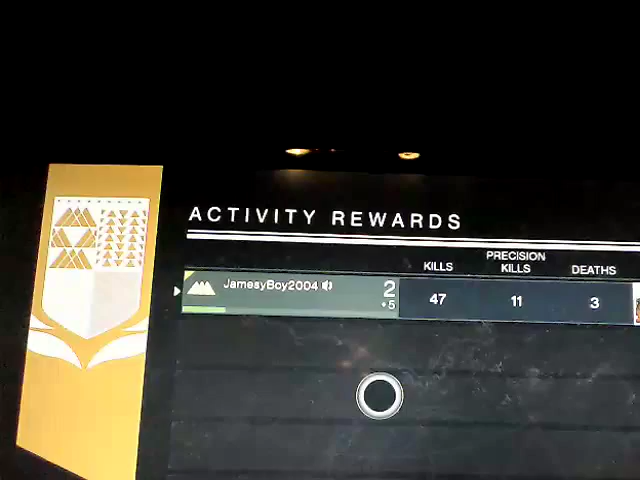 ACTIVITY REWARDS
KILLS
PRECISION
KILLS
DEATHS
JamesyBoy2004
2
+5
47
11
3